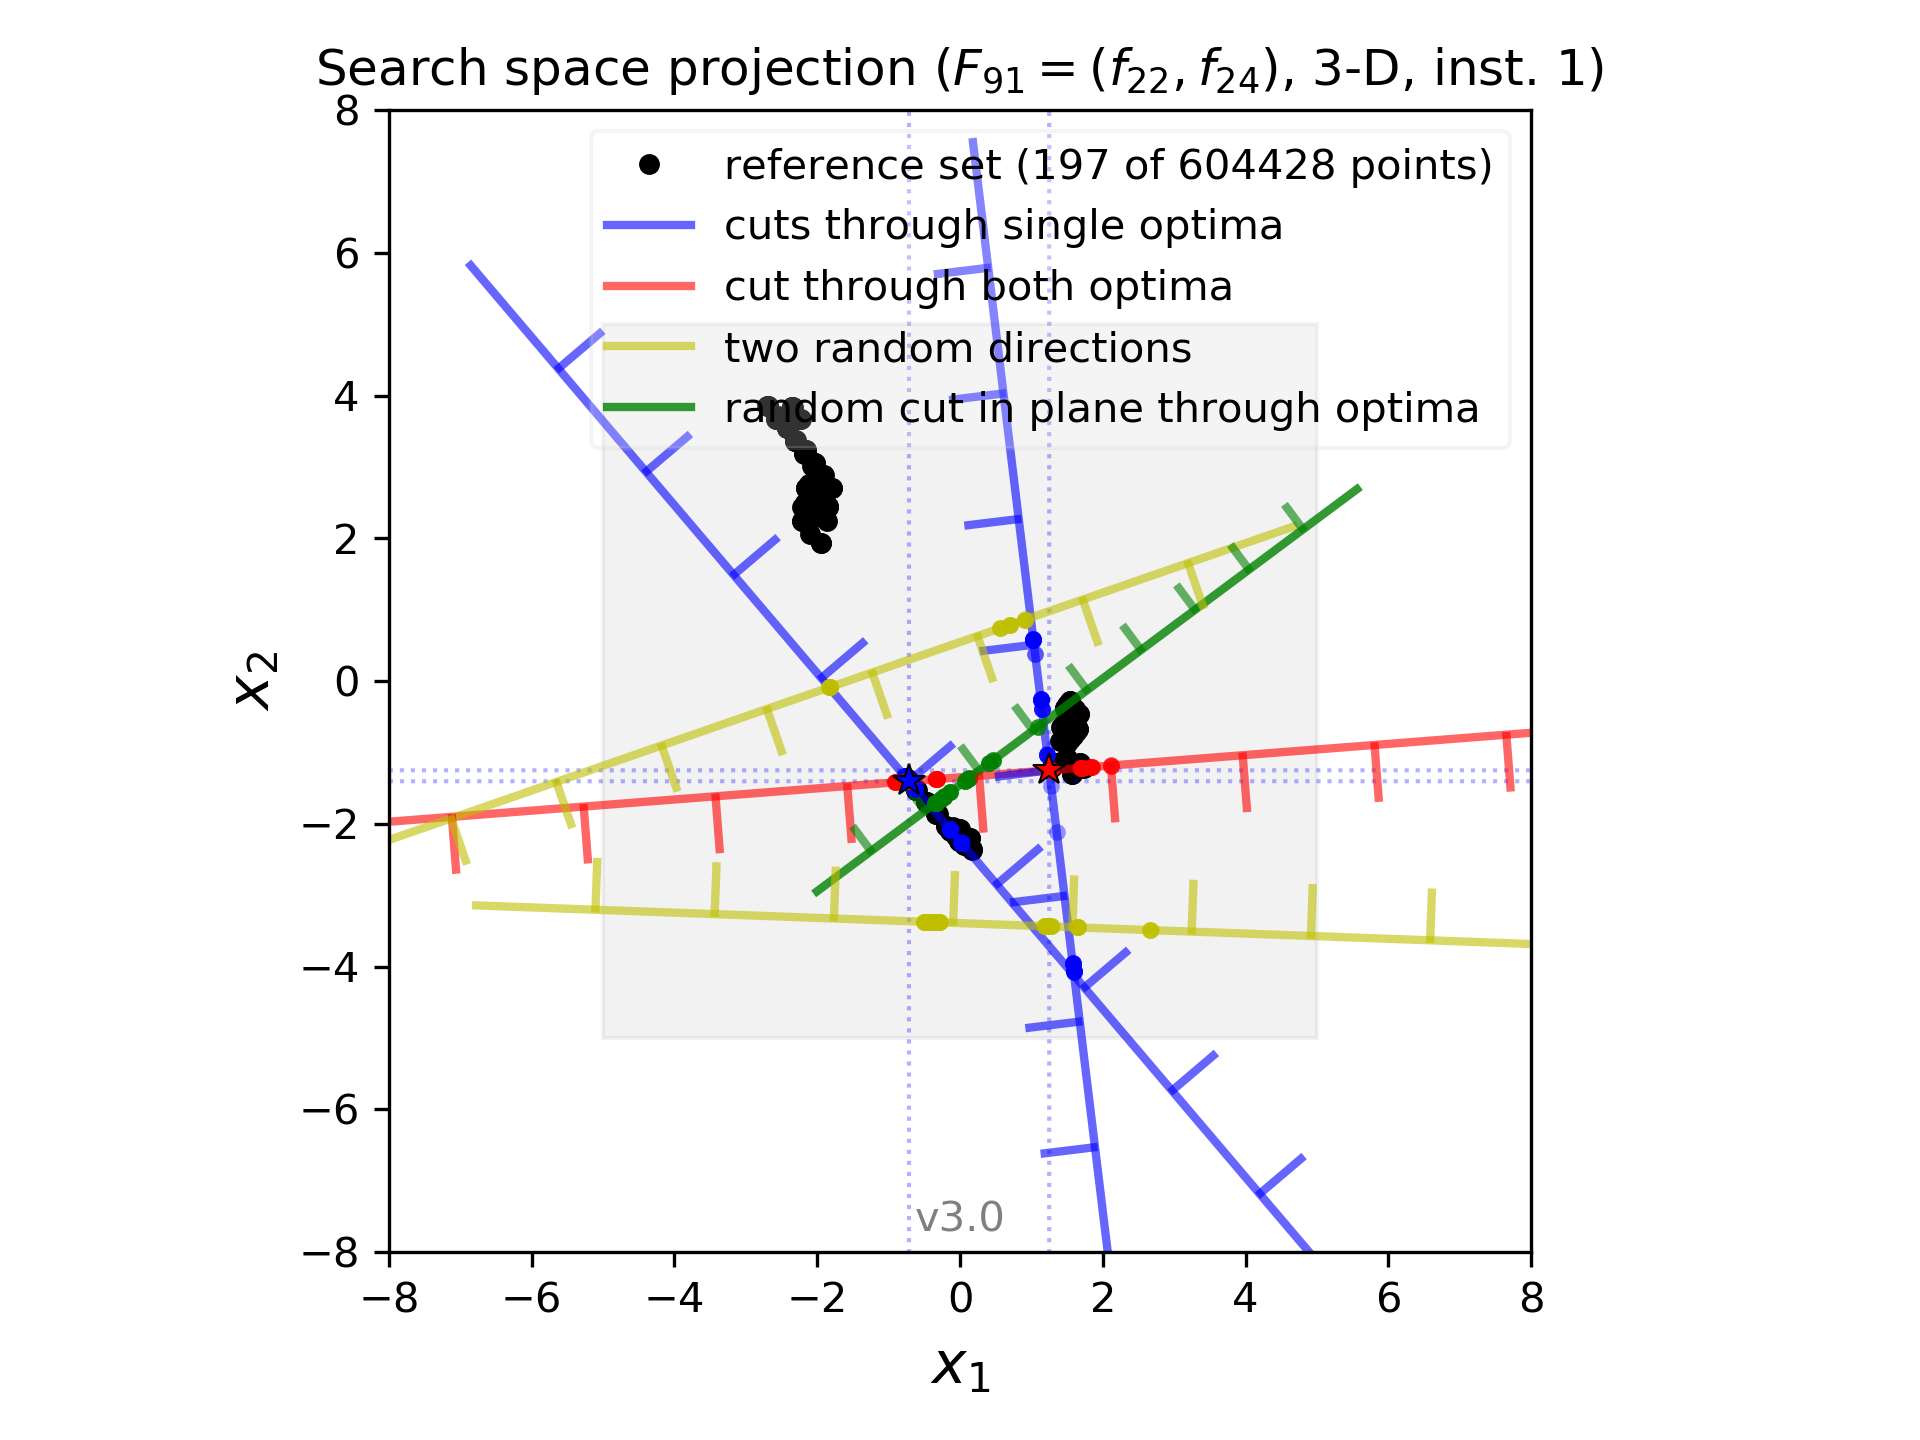 Search space projection (F₉₁ = (f₂₂, f₂₄), 3-D, inst. 1)
reference set (197 of 604428 points)
cuts through single optima
cut through both optima
two random directions
random cut in plane through optima
8
6
4
2
0
−2
−4
−6
−8
x₂
v3.0
−8 −6 −4 −2 0 2 4 6 8
x₁